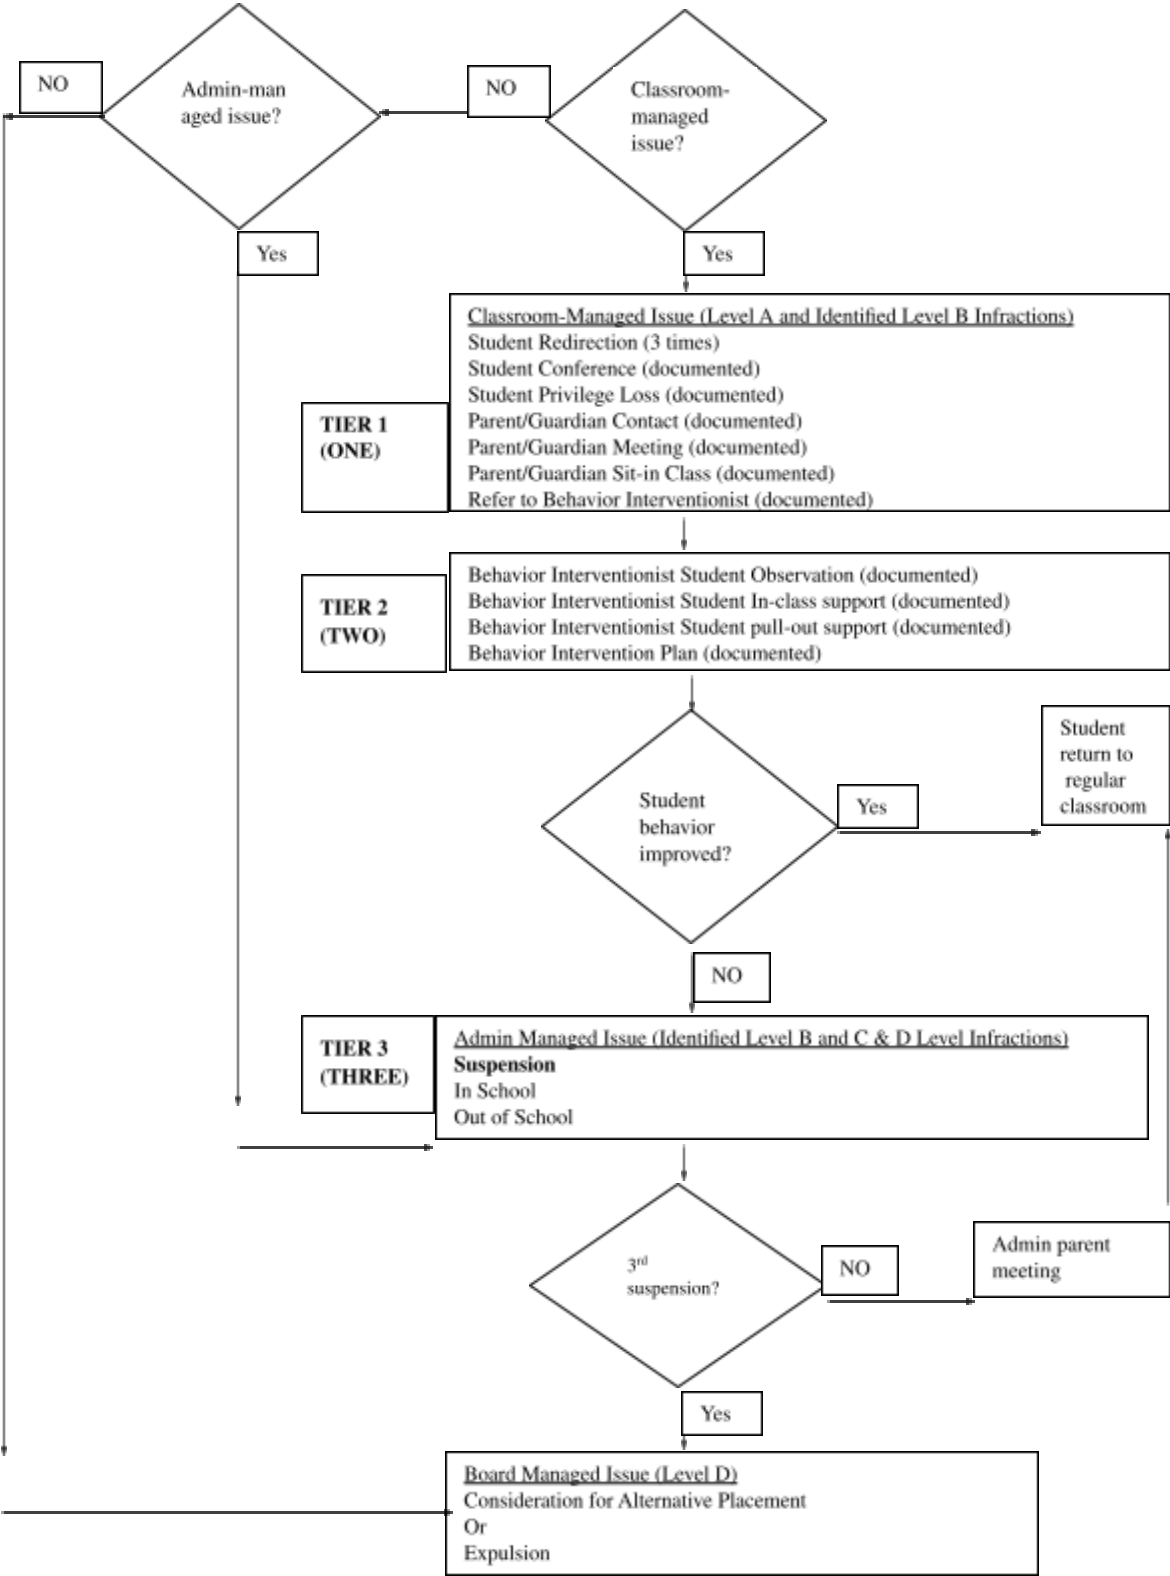 NO
Admin-man
aged issue?
NO
Classroom-
managed
issue?
Yes
Yes
Classroom-Managed Issue (Level A and Identified Level B Infractions)
Student Redirection (3 times)
Student Conference (documented)
Student Privilege Loss (documented)
Parent/Guardian Contact (documented)
Parent/Guardian Meeting (documented)
Parent/Guardian Sit-in Class (documented)
Refer to Behavior Interventionist (documented)
TIER 1
(ONE)
Behavior Interventionist Student Observation (documented)
Behavior Interventionist Student In-class support (documented)
Behavior Interventionist Student pull-out support (documented)
Behavior Intervention Plan (documented)
TIER 2
(TWO)
Student
behavior
improved?
Yes
Student
return to
regular
classroom
NO
TIER 3
(THREE)
Admin Managed Issue (Identified Level B and C & D Level Infractions)
Suspension
In School
Out of School
3rd
suspension?
NO
Admin parent
meeting
Yes
Board Managed Issue (Level D)
Consideration for Alternative Placement
Or
Expulsion